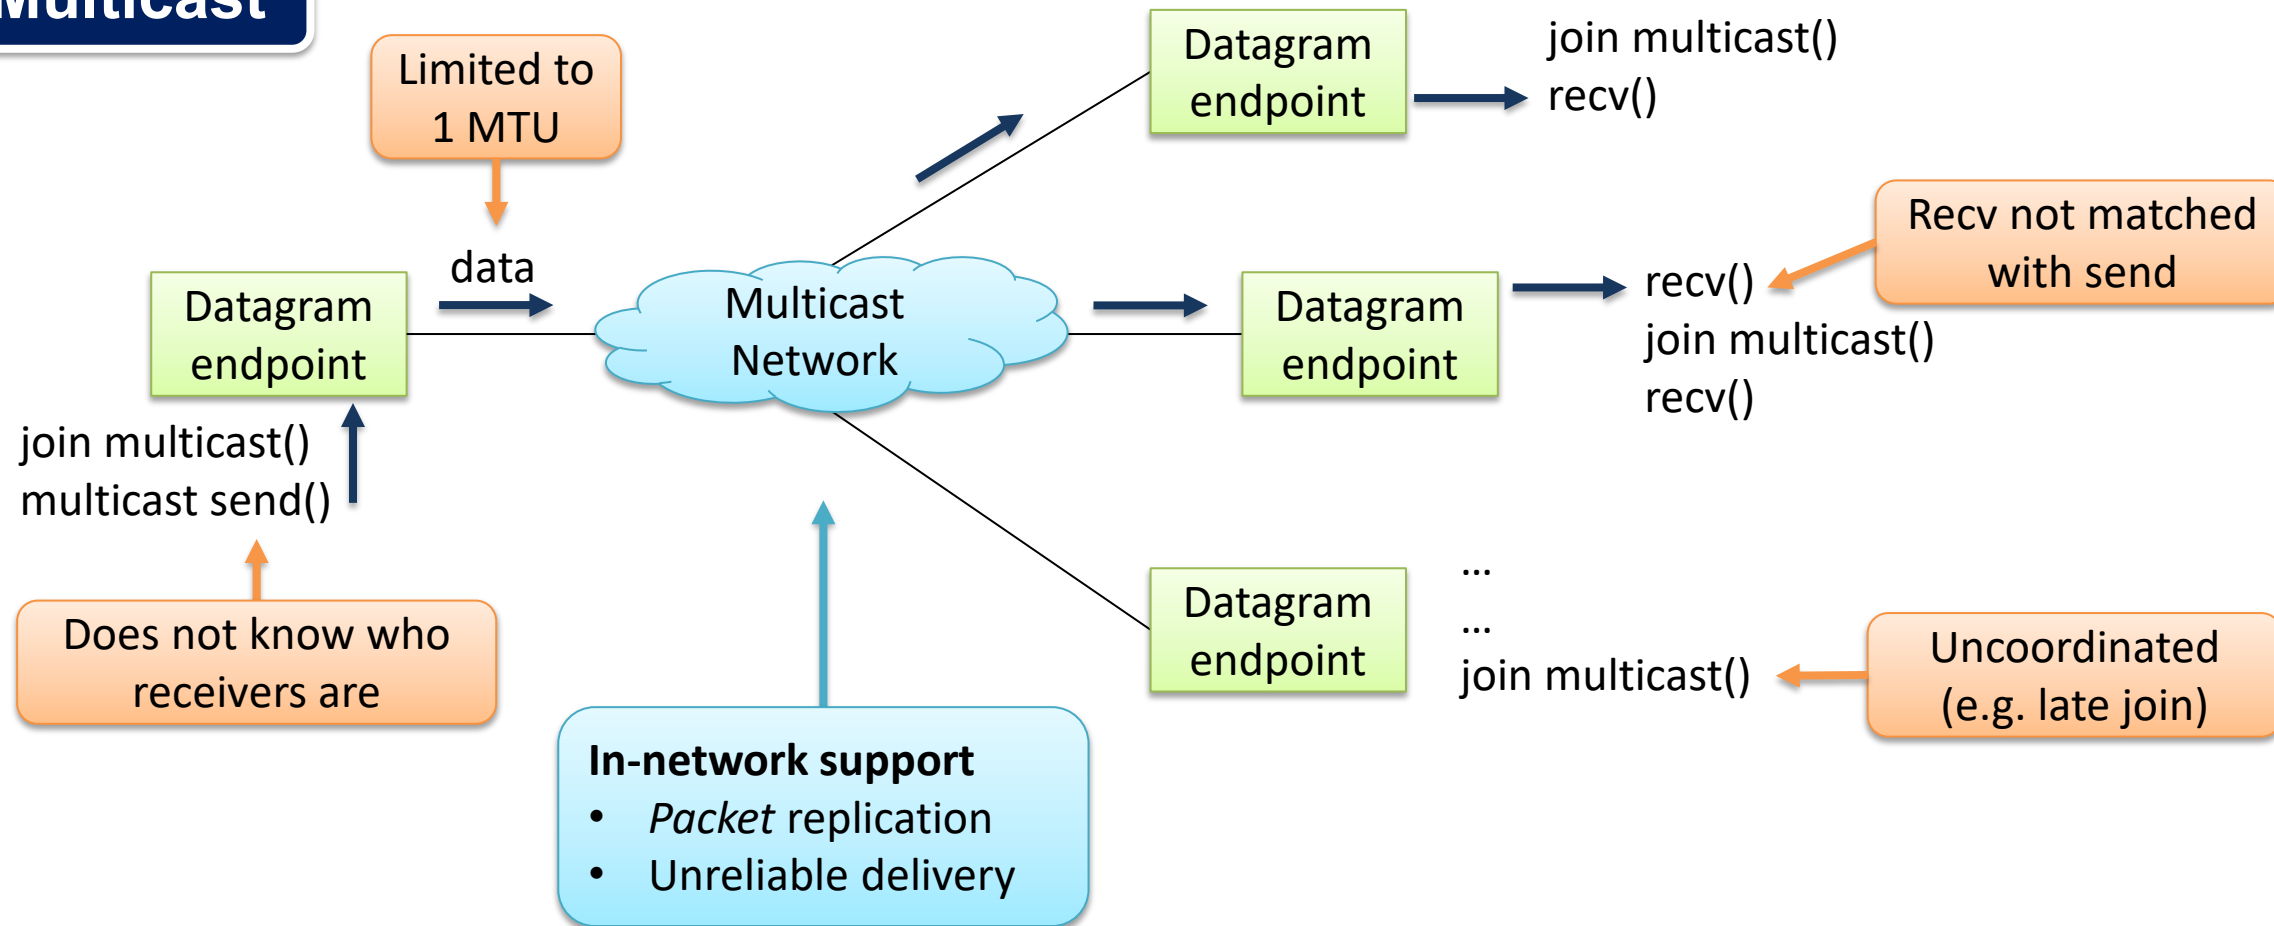 Multicast
Limited to
1 MTU
data
Datagram
endpoint
join multicast()
multicast send()
Does not know who
receivers are
Multicast
Network
In-network support
• Packet replication
• Unreliable delivery
Datagram
endpoint
join multicast()
recv()
Datagram
endpoint
recv()
join multicast()
recv()
Recv not matched
with send
Datagram
endpoint
...
...
join multicast()
Uncoordinated
(e.g. late join)